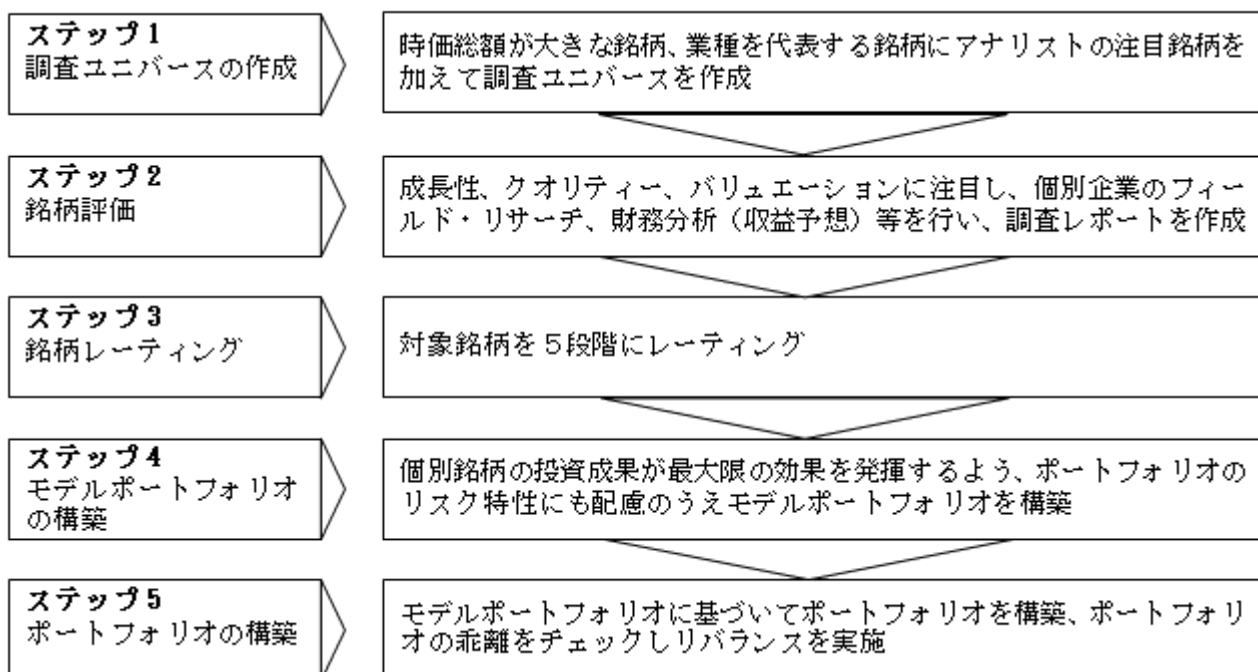 ステップ1
調査ユニバースの作成
時価総額が大きな銘柄、業種を代表する銘柄にアナリストの注目銘柄を
加えて調査ユニバースを作成
ステップ2
銘柄評価
成長性、クオリティー、バリュエーションに注目し、個別企業のフィー
ルド・リサーチ、財務分析（収益予想）等を行い、調査レポートを作成
ステップ3
銘柄レーティング
対象銘柄を５段階にレーティング
ステップ4
モデルポートフォリオ
の構築
個別銘柄の投資成果が最大限の効果を発揮するよう、ポートフォリオの
リスク特性にも配慮のうえモデルポートフォリオを構築
ステップ5
ポートフォリオの構築
モデルポートフォリオに基づいてポートフォリオを構築、ポートフォリ
オの乖離をチェックしリバランスを実施